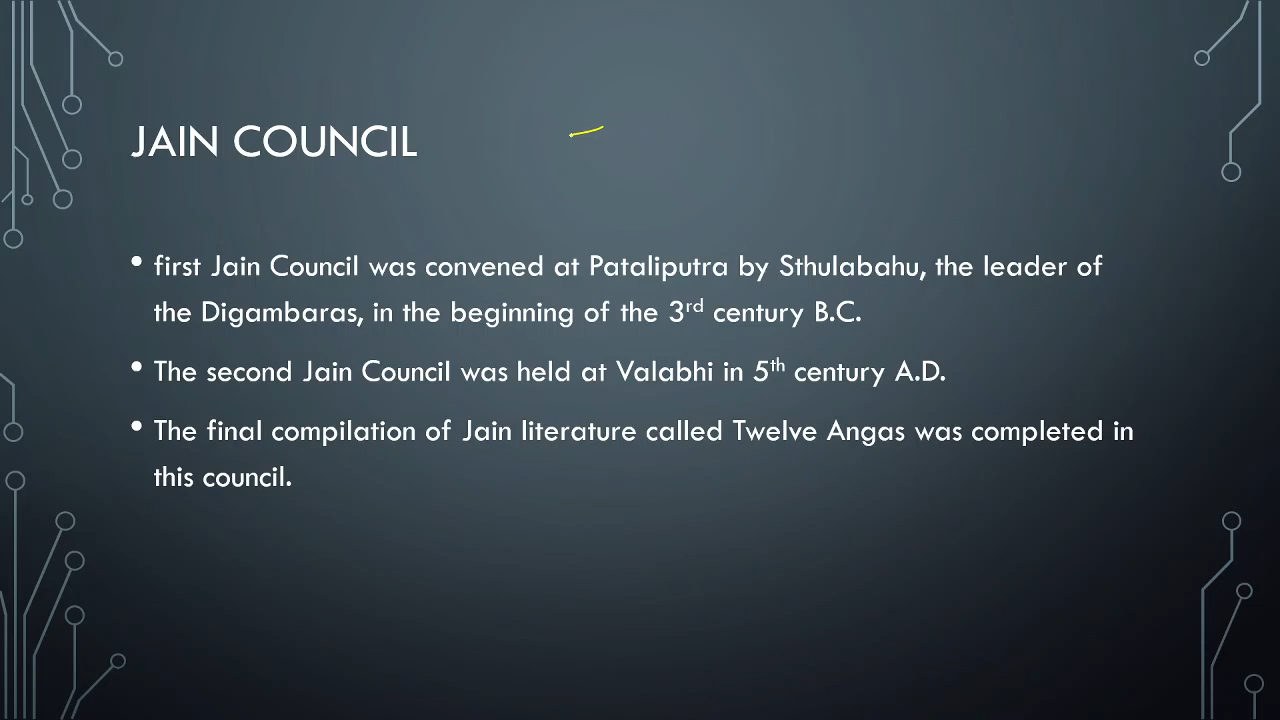 JAIN COUNCIL
• first Jain Council was convened at Pataliputra by Sthulabahu, the leader of
the Digambaras, in the beginning of the 3rd century B.C.
• The second Jain Council was held at Valabhi in 5th century A.D.
• The final compilation of Jain literature called Twelve Angas was completed in
this council.